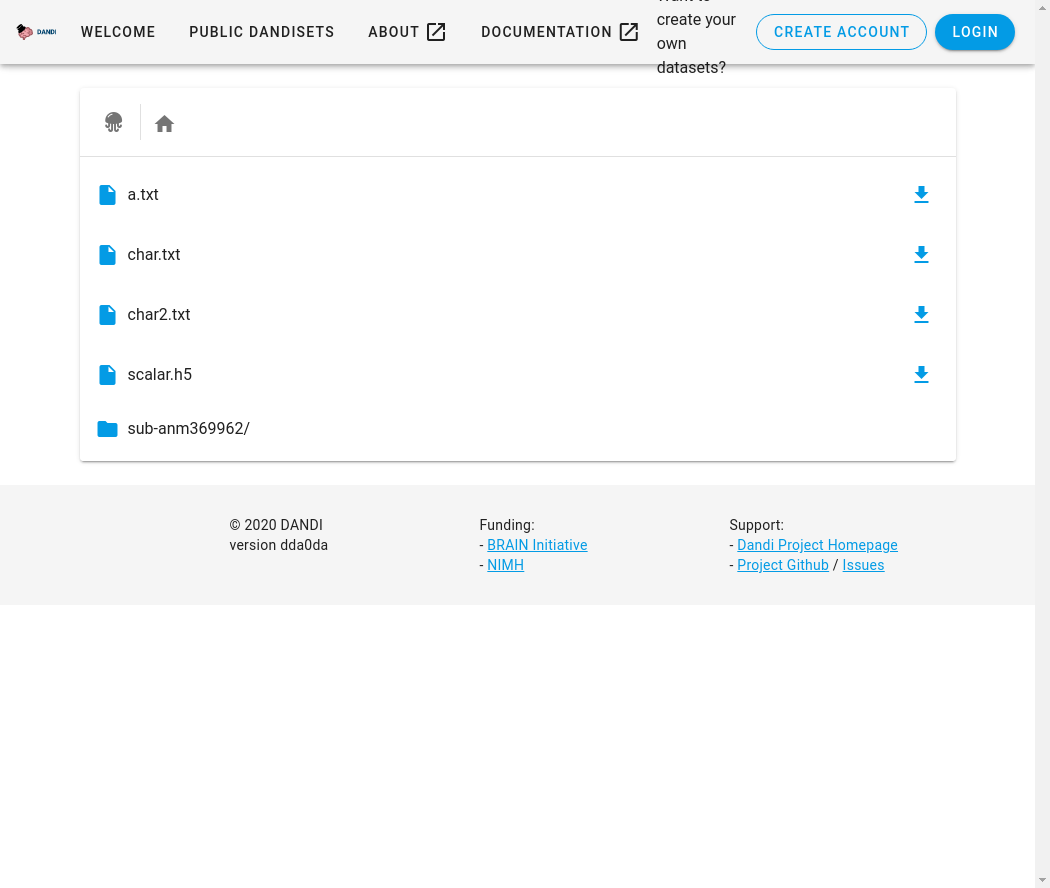 DANDI
WELCOME
PUBLIC DANDISETS
ABOUT
DOCUMENTATION
create your
own
datasets?
CREATE ACCOUNT
LOGIN
a.txt
char.txt
char2.txt
scalar.h5
sub-anm369962/
© 2020 DANDI
version dda0da
Funding:
- BRAIN Initiative
- NIMH
Support:
- Dandi Project Homepage
- Project Github / Issues